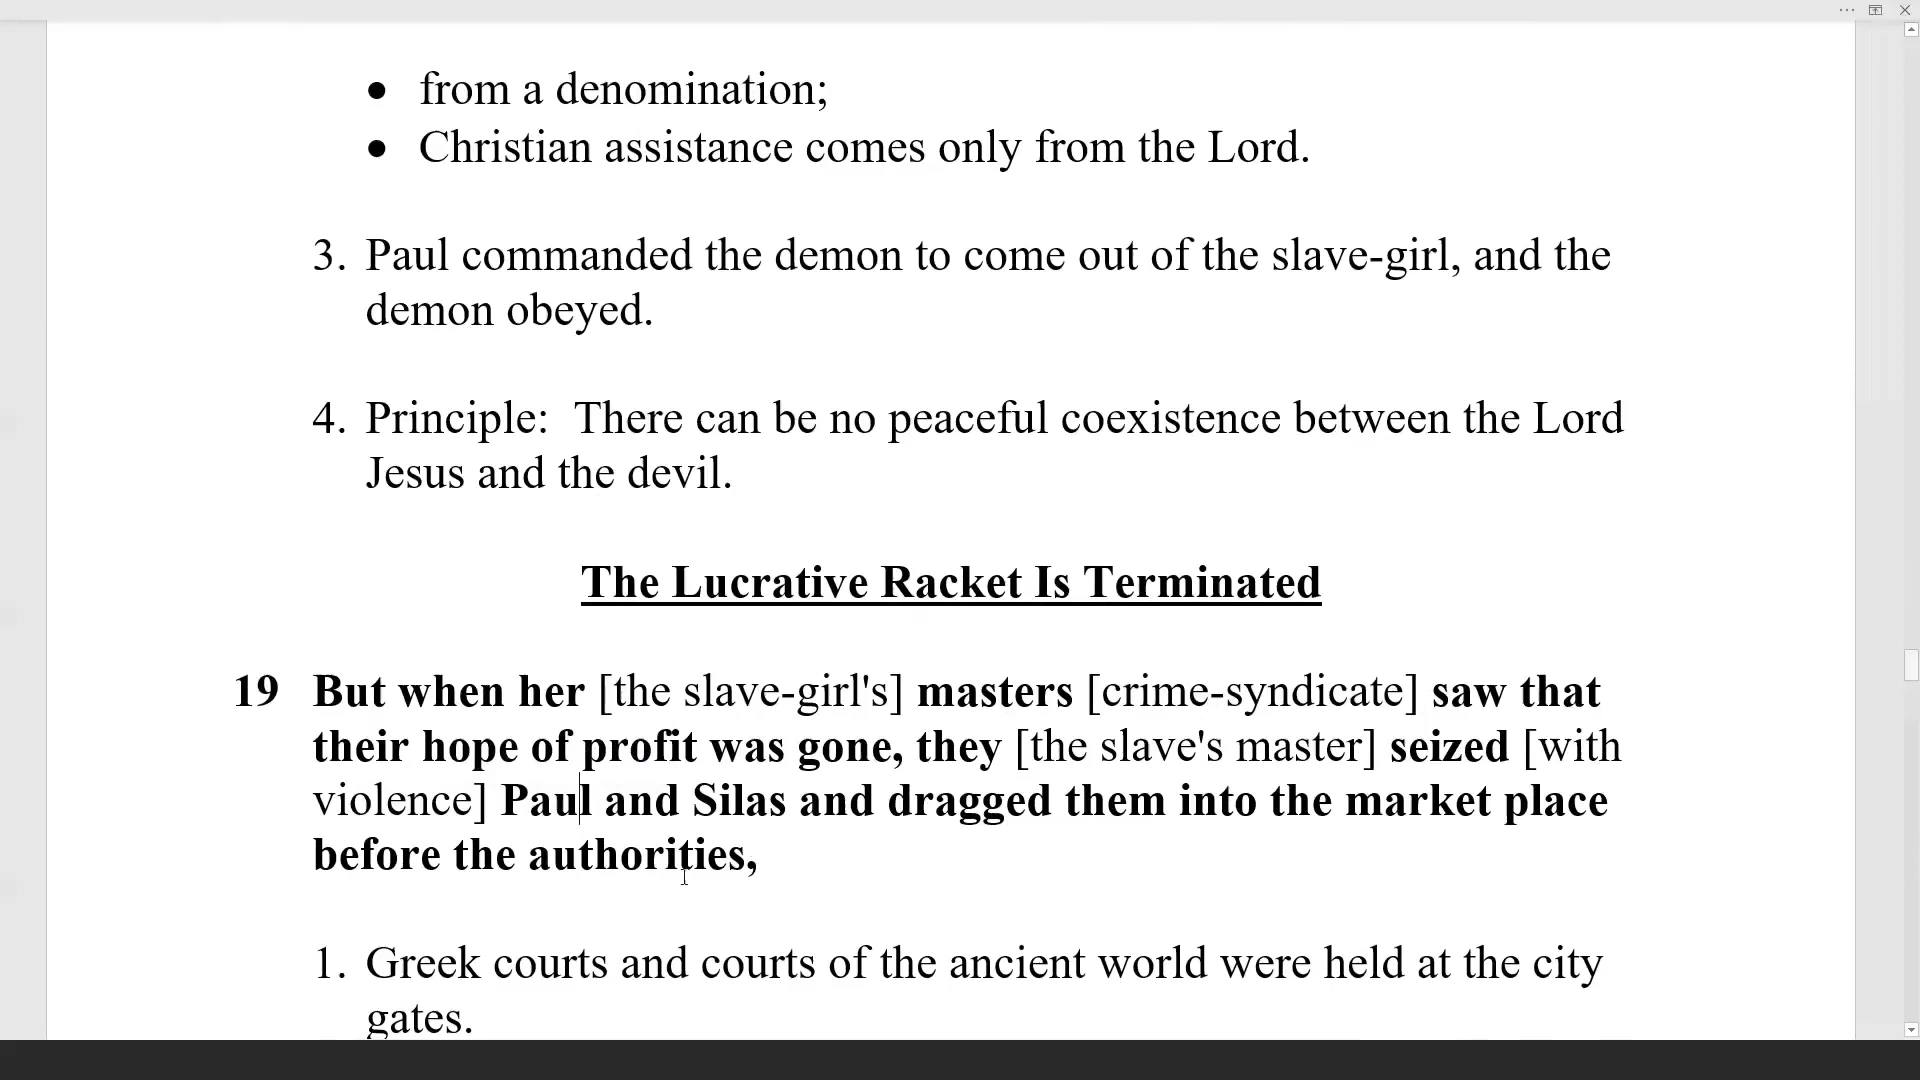 • from a denomination;
• Christian assistance comes only from the Lord.
3. Paul commanded the demon to come out of the slave-girl, and the
demon obeyed.
4. Principle:  There can be no peaceful coexistence between the Lord
Jesus and the devil.
The Lucrative Racket Is Terminated
19 But when her [the slave-girl's] masters [crime-syndicate] saw that
their hope of profit was gone, they [the slave's master] seized [with
violence] Paul and Silas and dragged them into the market place
before the authorities,
1. Greek courts and courts of the ancient world were held at the city
gates.